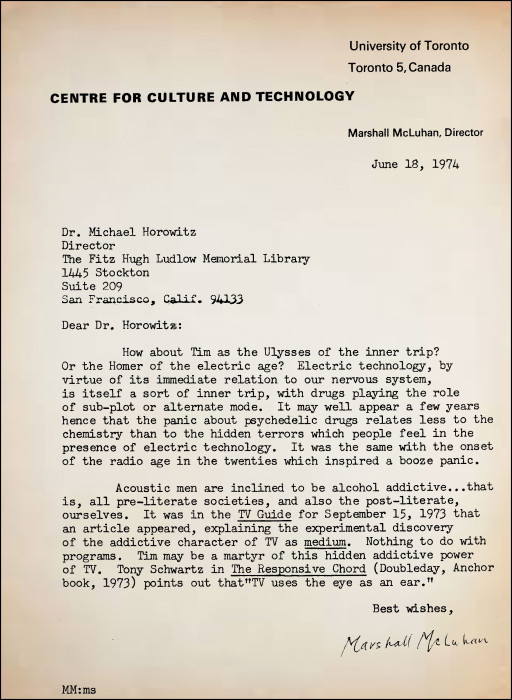 University of Toronto
Toronto 5, Canada
CENTRE FOR CULTURE AND TECHNOLOGY
Marshall McLuhan, Director
June 18, 1974
Dr. Michael Horowitz
Director
The Fitz Hugh Ludlow Memorial Library
1445 Stockton
Suite 209
San Francisco, Calif. 94133
Dear Dr. Horowitz:
How about Tim as the Ulysses of the inner trip?
Or the Homer of the electric age? Electric technology, by
virtue of its immediate relation to our nervous system,
is itself a sort of inner trip, with drugs playing the role
of sub-plot or alternate mode. It may well appear a few years
hence that the panic about psychedelic drugs relates less to the
chemistry than to the hidden terrors which people feel in the
presence of electric technology. It was the same with the onset
of the radio age in the twenties which inspired a booze panic.
Acoustic men are inclined to be alcohol addictive...that
is, all pre-literate societies, and also the post-literate,
ourselves. It was in the TV Guide for September 15, 1973 that
an article appeared, explaining the experimental discovery
of the addictive character of TV as medium. Nothing to do with
programs. Tim may be a martyr of this hidden addictive power
of TV. Tony Schwartz in The Responsive Chord (Doubleday, Anchor
book, 1973) points out that"TV uses the eye as an ear."
Best wishes,
Marshall McLuhan
MM:ms